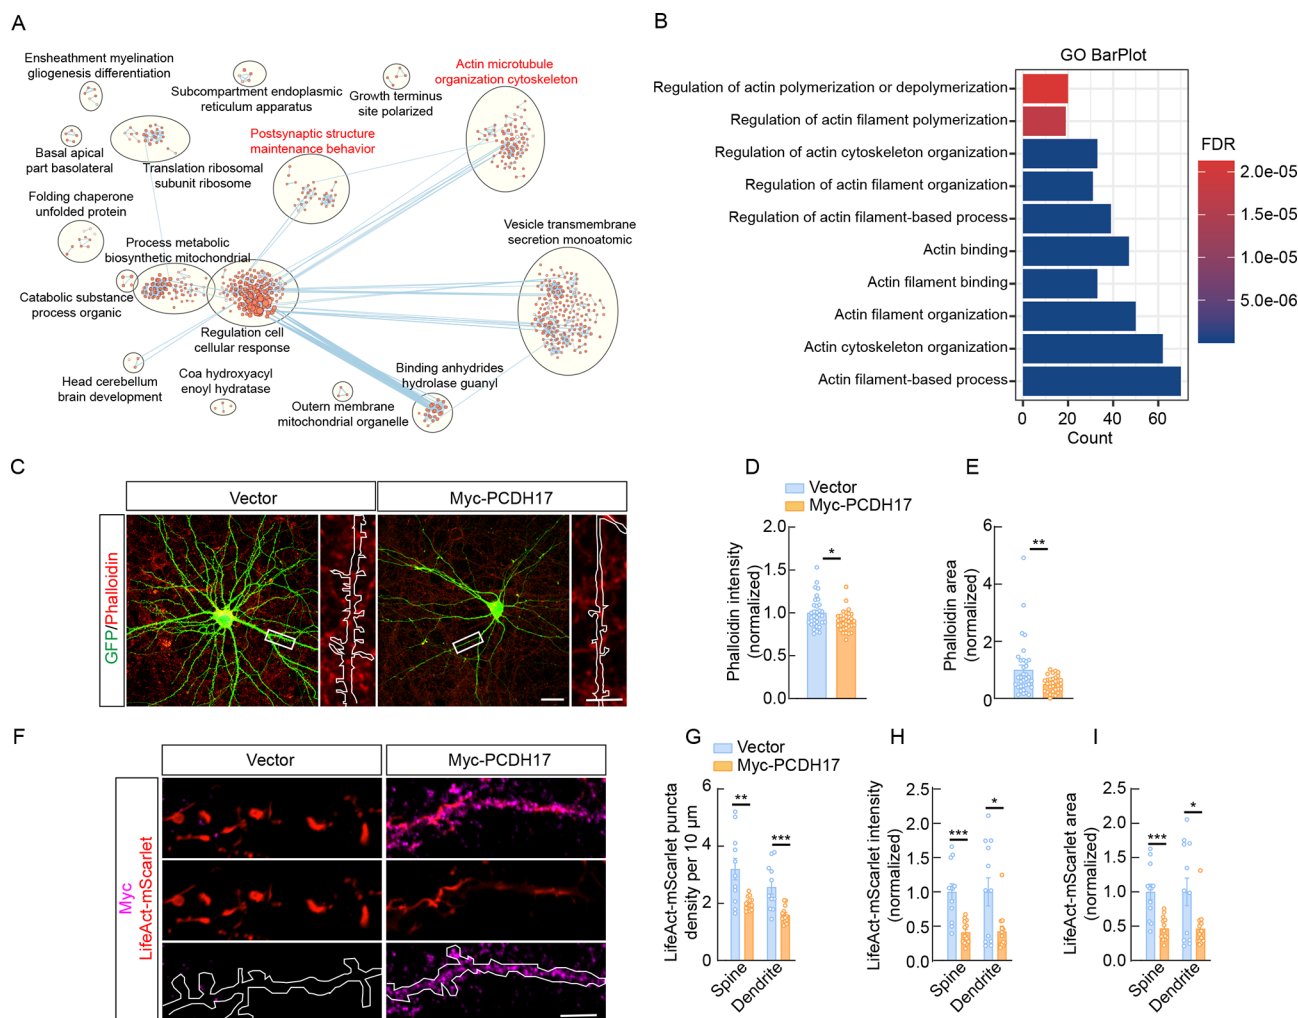 A
Ensheathment myelination
gliogenesis differentiation
Subcompartment endoplasmic
reticulum apparatus
Growth terminus
site polarized
Actin microtubule
organization cytoskeleton
Basal apical
part basolateral
Translation ribosomal
subunit ribosome
Postsynaptic structure
maintenance behavior
Folding chaperone
unfolded protein
Process metabolic
biosynthetic mitochondrial
Vesicle transmembrane
secretion monoatomic
Catabolic substance
process organic
Regulation cell
cellular response
Head cerebellum
brain development
Coa hydroxyacyl
enoyl hydratase
Outern membrane
mitochondrial organelle
Binding anhydrides
hydrolase guanyl
B
GO BarPlot
Regulation of actin polymerization or depolymerization
Regulation of actin filament polymerization
Regulation of actin cytoskeleton organization
Regulation of actin filament organization
Regulation of actin filament-based process
Actin binding
Actin filament binding
Actin filament organization
Actin cytoskeleton organization
Actin filament-based process
0 20 40 60
Count
FDR
2.0e-05
1.5e-05
1.0e-05
5.0e-06
C
Vector
Myc-PCDH17
GFP/Phalloidin
D
Vector
Myc-PCDH17
Phalloidin intensity
(normalized)
2.0
1.5
1.0
0.5
0.0
*
E
Phalloidin area
(normalized)
6
4
2
0
**
F
Vector
Myc-PCDH17
Myc
LifeAct-mScarlet
G
Vector
Myc-PCDH17
LifeAct-mScarlet puncta
density per 10 µm
6
4
2
0
**
***
Spine
Dendrite
H
LifeAct-mScarlet intensity
(normalized)
2.5
2.0
1.5
1.0
0.5
0.0
***
*
Spine
Dendrite
I
LifeAct-mScarlet area
(normalized)
2.5
2.0
1.5
1.0
0.5
0.0
***
*
Spine
Dendrite